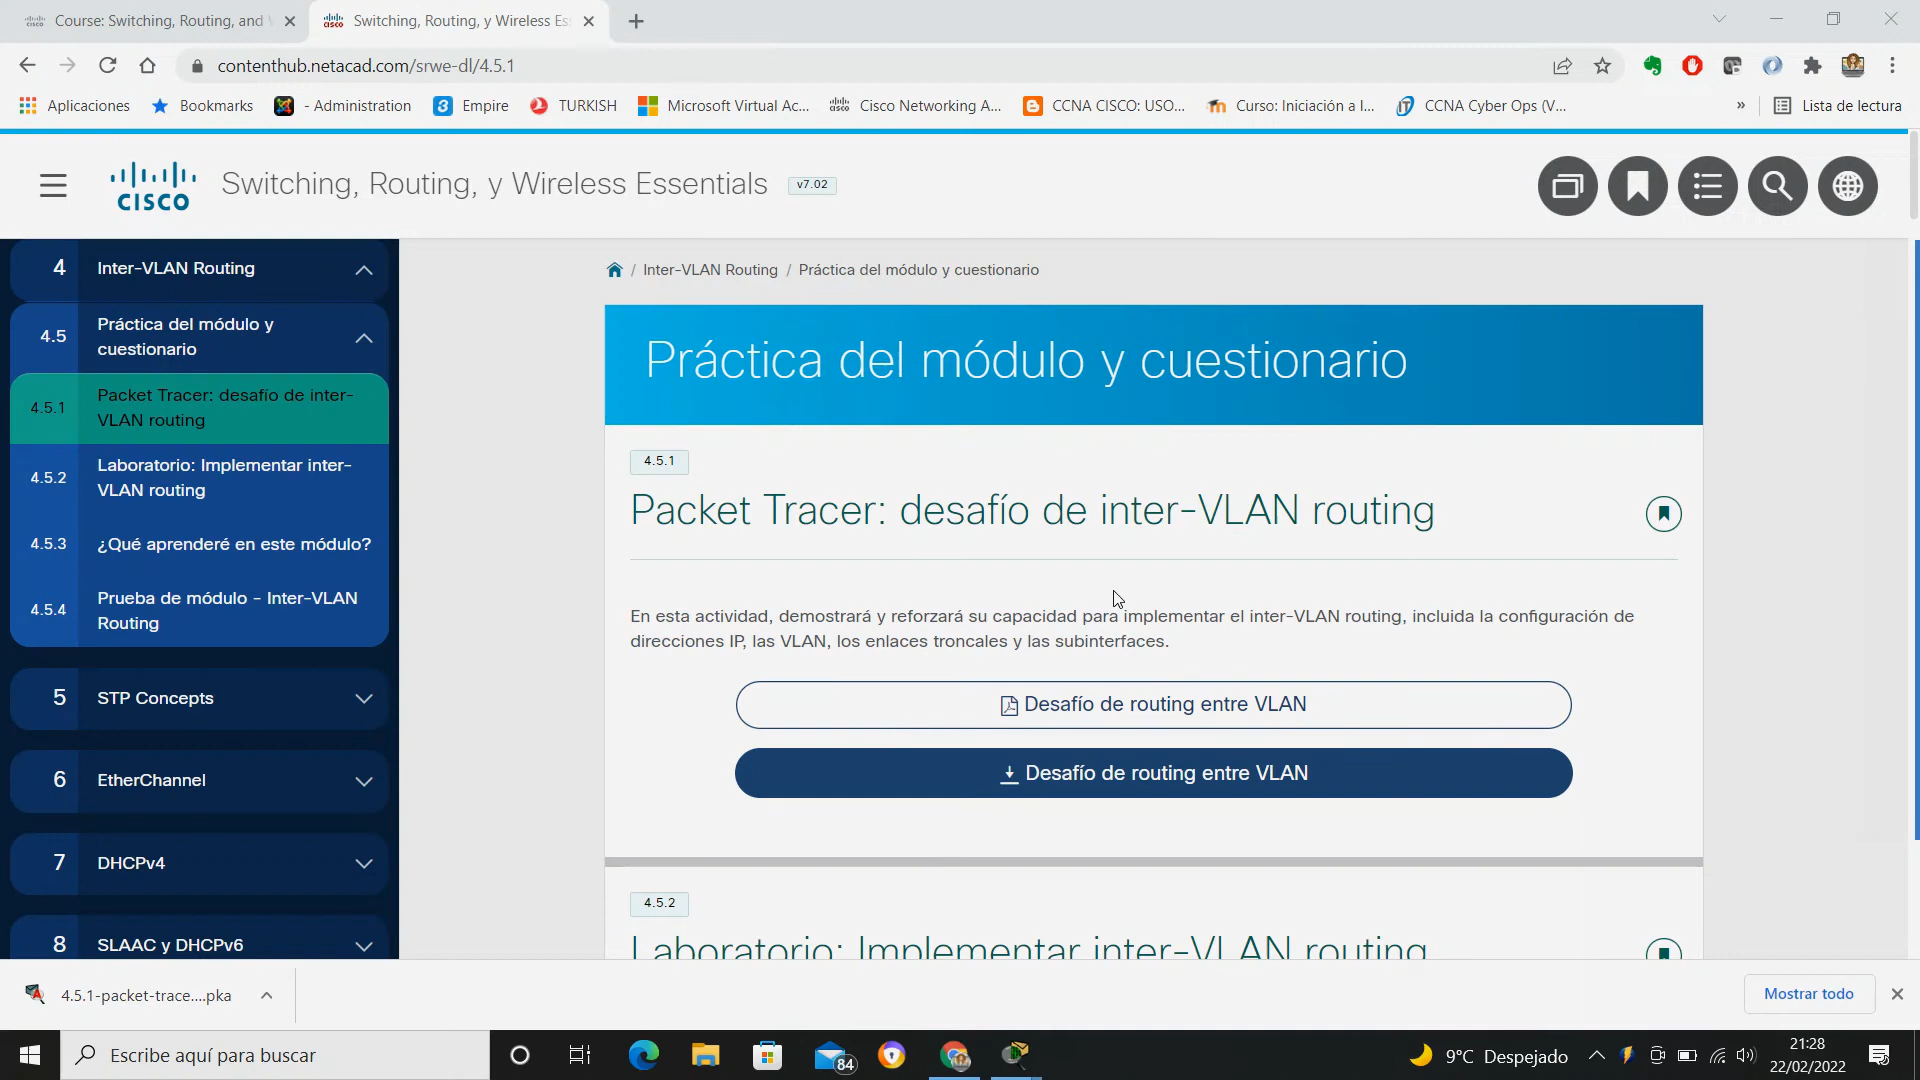 Course: Switching, Routing, and
Switching, Routing, y Wireless Es
contenthub.netacad.com/srwe-dl/4.5.1
Aplicaciones
Bookmarks
- Administration
Empire
TURKISH
Microsoft Virtual Ac...
Cisco Networking A...
CCNA CISCO: USO...
Curso: Iniciación a l...
CCNA Cyber Ops (V...
»
Lista de lectura
CISCO
Switching, Routing, y Wireless Essentials
v7.02
4 Inter-VLAN Routing
4.5 Práctica del módulo y
cuestionario
4.5.1 Packet Tracer: desafío de inter-
VLAN routing
4.5.2 Laboratorio: Implementar inter-
VLAN routing
4.5.3 ¿Qué aprenderé en este módulo?
4.5.4 Prueba de módulo - Inter-VLAN
Routing
5 STP Concepts
6 EtherChannel
7 DHCPv4
8 SLAAC y DHCPv6
/ Inter-VLAN Routing / Práctica del módulo y cuestionario
Práctica del módulo y cuestionario
4.5.1
Packet Tracer: desafío de inter-VLAN routing
En esta actividad, demostrará y reforzará su capacidad para implementar el inter-VLAN routing, incluida la configuración de
direcciones IP, las VLAN, los enlaces troncales y las subinterfaces.
Desafío de routing entre VLAN
Desafío de routing entre VLAN
4.5.2
Laboratorio: Implementar inter-VLAN routing
4.5.1-packet-trace....pka
Mostrar todo
Escribe aquí para buscar
84
9°C Despejado
21:28
22/02/2022